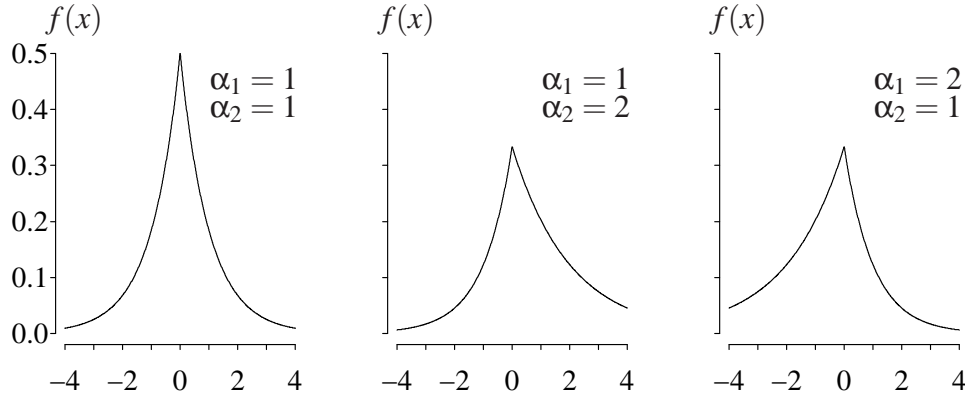 f(x) f(x) f(x)
0.5
α₁ = 1 α₁ = 1 α₁ = 2
α₂ = 1 α₂ = 2 α₂ = 1
0.4
0.3
0.2
0.1
0.0
–4 –2 0 2 4 –4 –2 0 2 4 –4 –2 0 2 4